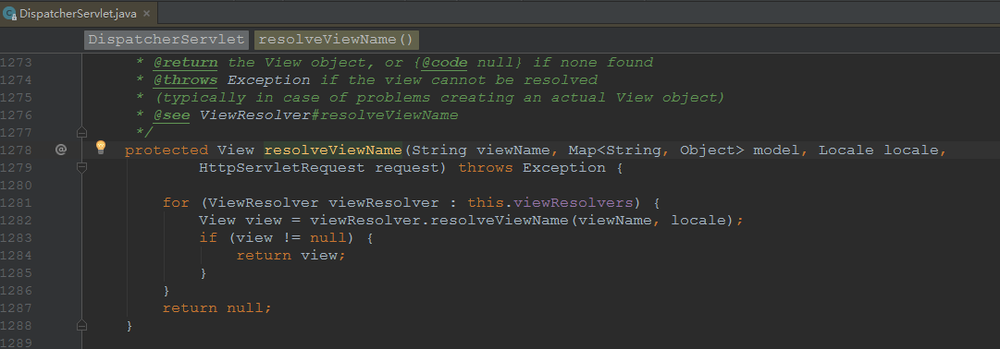 DispatcherServlet.java ×
DispatcherServlet resolveViewName()
1273 * @return the View object, or {@code null} if none found
1274 * @throws Exception if the view cannot be resolved
1275 * (typically in case of problems creating an actual View object)
1276 * @see ViewResolver#resolveViewName
1277 */
1278 @ protected View resolveViewName(String viewName, Map<String, Object> model, Locale locale,
1279 HttpServletRequest request) throws Exception {
1280
1281 for (ViewResolver viewResolver : this.viewResolvers) {
1282 View view = viewResolver.resolveViewName(viewName, locale);
1283 if (view != null) {
1284 return view;
1285 }
1286 }
1287 return null;
1288 }
1289